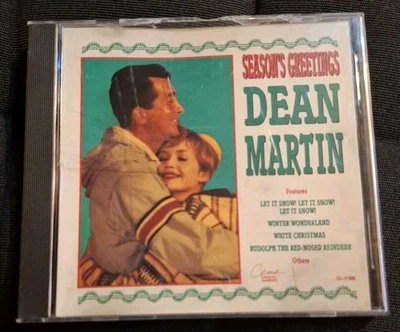 SEASON'S GREETINGS
DEAN
MARTIN
Features
LET IT SNOW! LET IT SNOW!
LET IT SNOW!
WINTER WONDERLAND
WHITE CHRISTMAS
RUDOLPH THE RED-NOSED REINDEER
Others